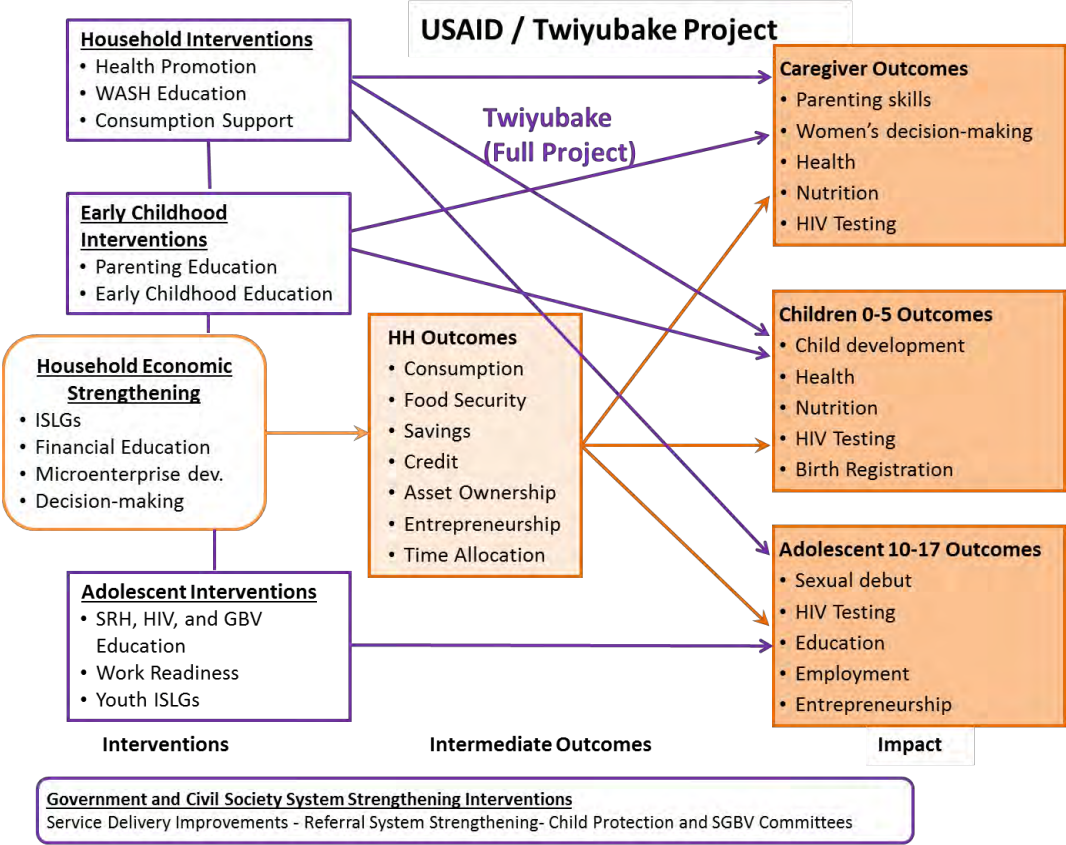 USAID / Twiyubake Project
Household Interventions
• Health Promotion
• WASH Education
• Consumption Support
Twiyubake
(Full Project)
Caregiver Outcomes
• Parenting skills
• Women's decision-making
• Health
• Nutrition
• HIV Testing
Early Childhood
Interventions
• Parenting Education
• Early Childhood Education
Household Economic
Strengthening
• ISLGs
• Financial Education
• Microenterprise dev.
• Decision-making
HH Outcomes
• Consumption
• Food Security
• Savings
• Credit
• Asset Ownership
• Entrepreneurship
• Time Allocation
Children 0-5 Outcomes
• Child development
• Health
• Nutrition
• HIV Testing
• Birth Registration
Adolescent Interventions
• SRH, HIV, and GBV
Education
• Work Readiness
• Youth ISLGs
Adolescent 10-17 Outcomes
• Sexual debut
• HIV Testing
• Education
• Employment
• Entrepreneurship
Interventions
Intermediate Outcomes
Impact
Government and Civil Society System Strengthening Interventions
Service Delivery Improvements - Referral System Strengthening- Child Protection and SGBV Committees